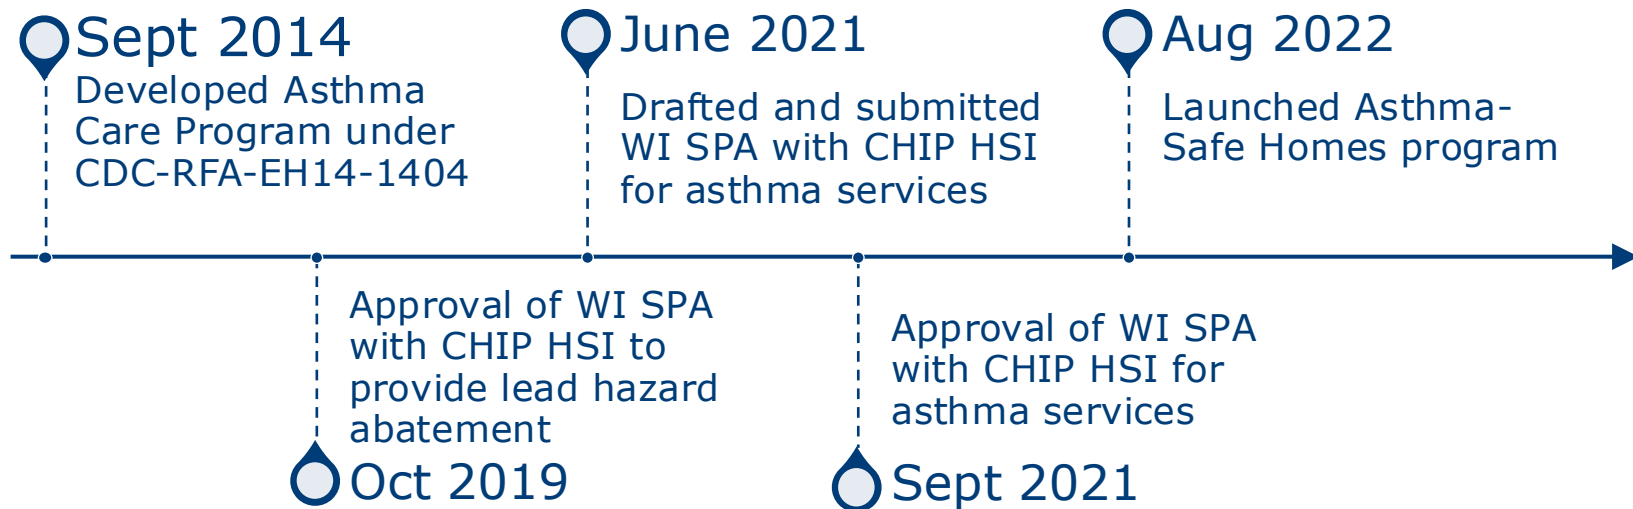 Sept 2014
Developed Asthma
Care Program under
CDC-RFA-EH14-1404
June 2021
Drafted and submitted
WI SPA with CHIP HSI
for asthma services
Aug 2022
Launched Asthma-
Safe Homes program
Approval of WI SPA
with CHIP HSI to
provide lead hazard
abatement
Oct 2019
Approval of WI SPA
with CHIP HSI for
asthma services
Sept 2021